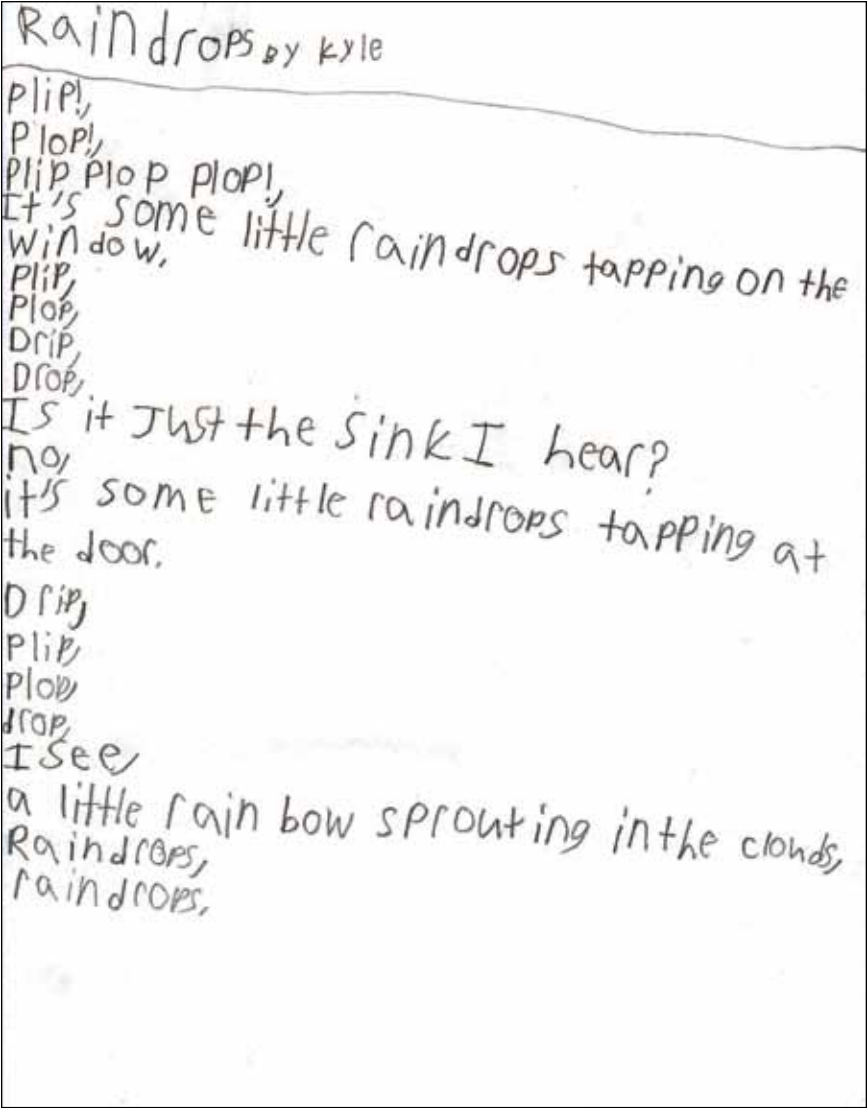 Raindrops BY Kyle
Plip!,
Plop!,
Plip Plop Plop!,
It's some little raindrops tapping on the
window.
Plip,
Plop,
Drip,
Drop,
Is it Just the sink I hear?
no,
it's some little raindrops tapping at
the door.
Drip,
Plip,
Plop,
drop,
I see,
a little rain bow sprouting in the clouds,
Raindrops,
raindrops.